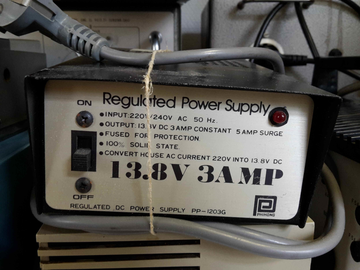 Regulated Power Supply
ON
● INPUT: 220V/240V AC 50 Hz.
● OUTPUT: 13.8V DC 3 AMP CONSTANT 5 AMP SURGE
● FUSED FOR PROTECTION.
● 100% SOLID STATE.
● CONVERT HOUSE AC CURRENT 220V INTO 13.8V DC
13.8V 3AMP
OFF
REGULATED DC POWER SUPPLY PP-1203G